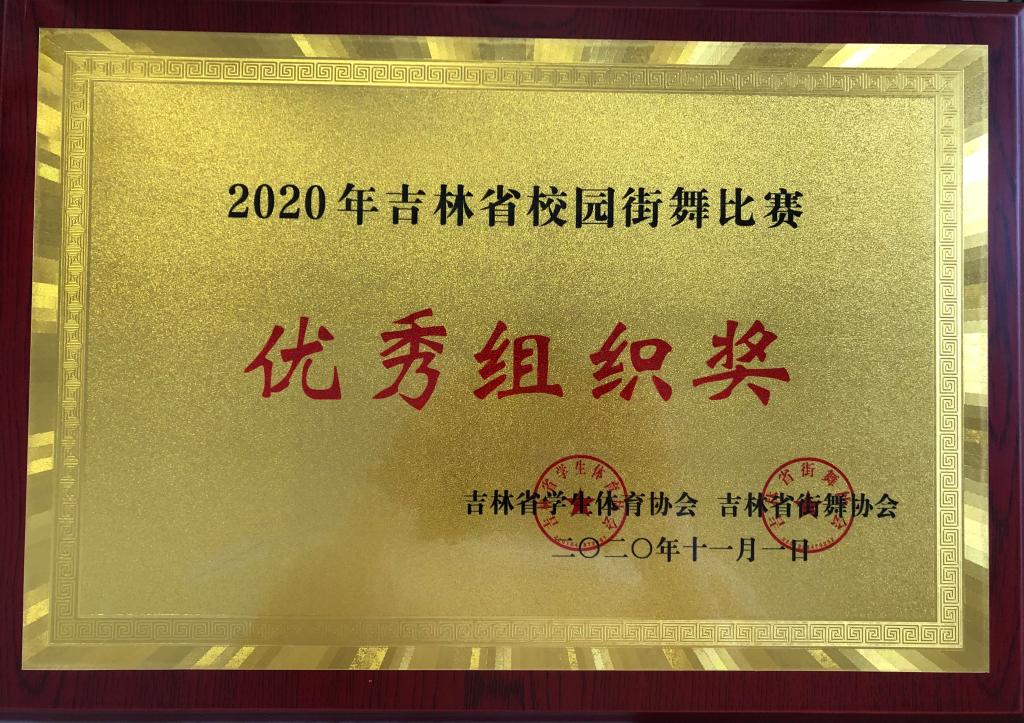 2020年吉林省校园街舞比赛
优秀组织奖
吉林省学生体育协会 吉林省街舞协会
二〇二〇年十一月一日